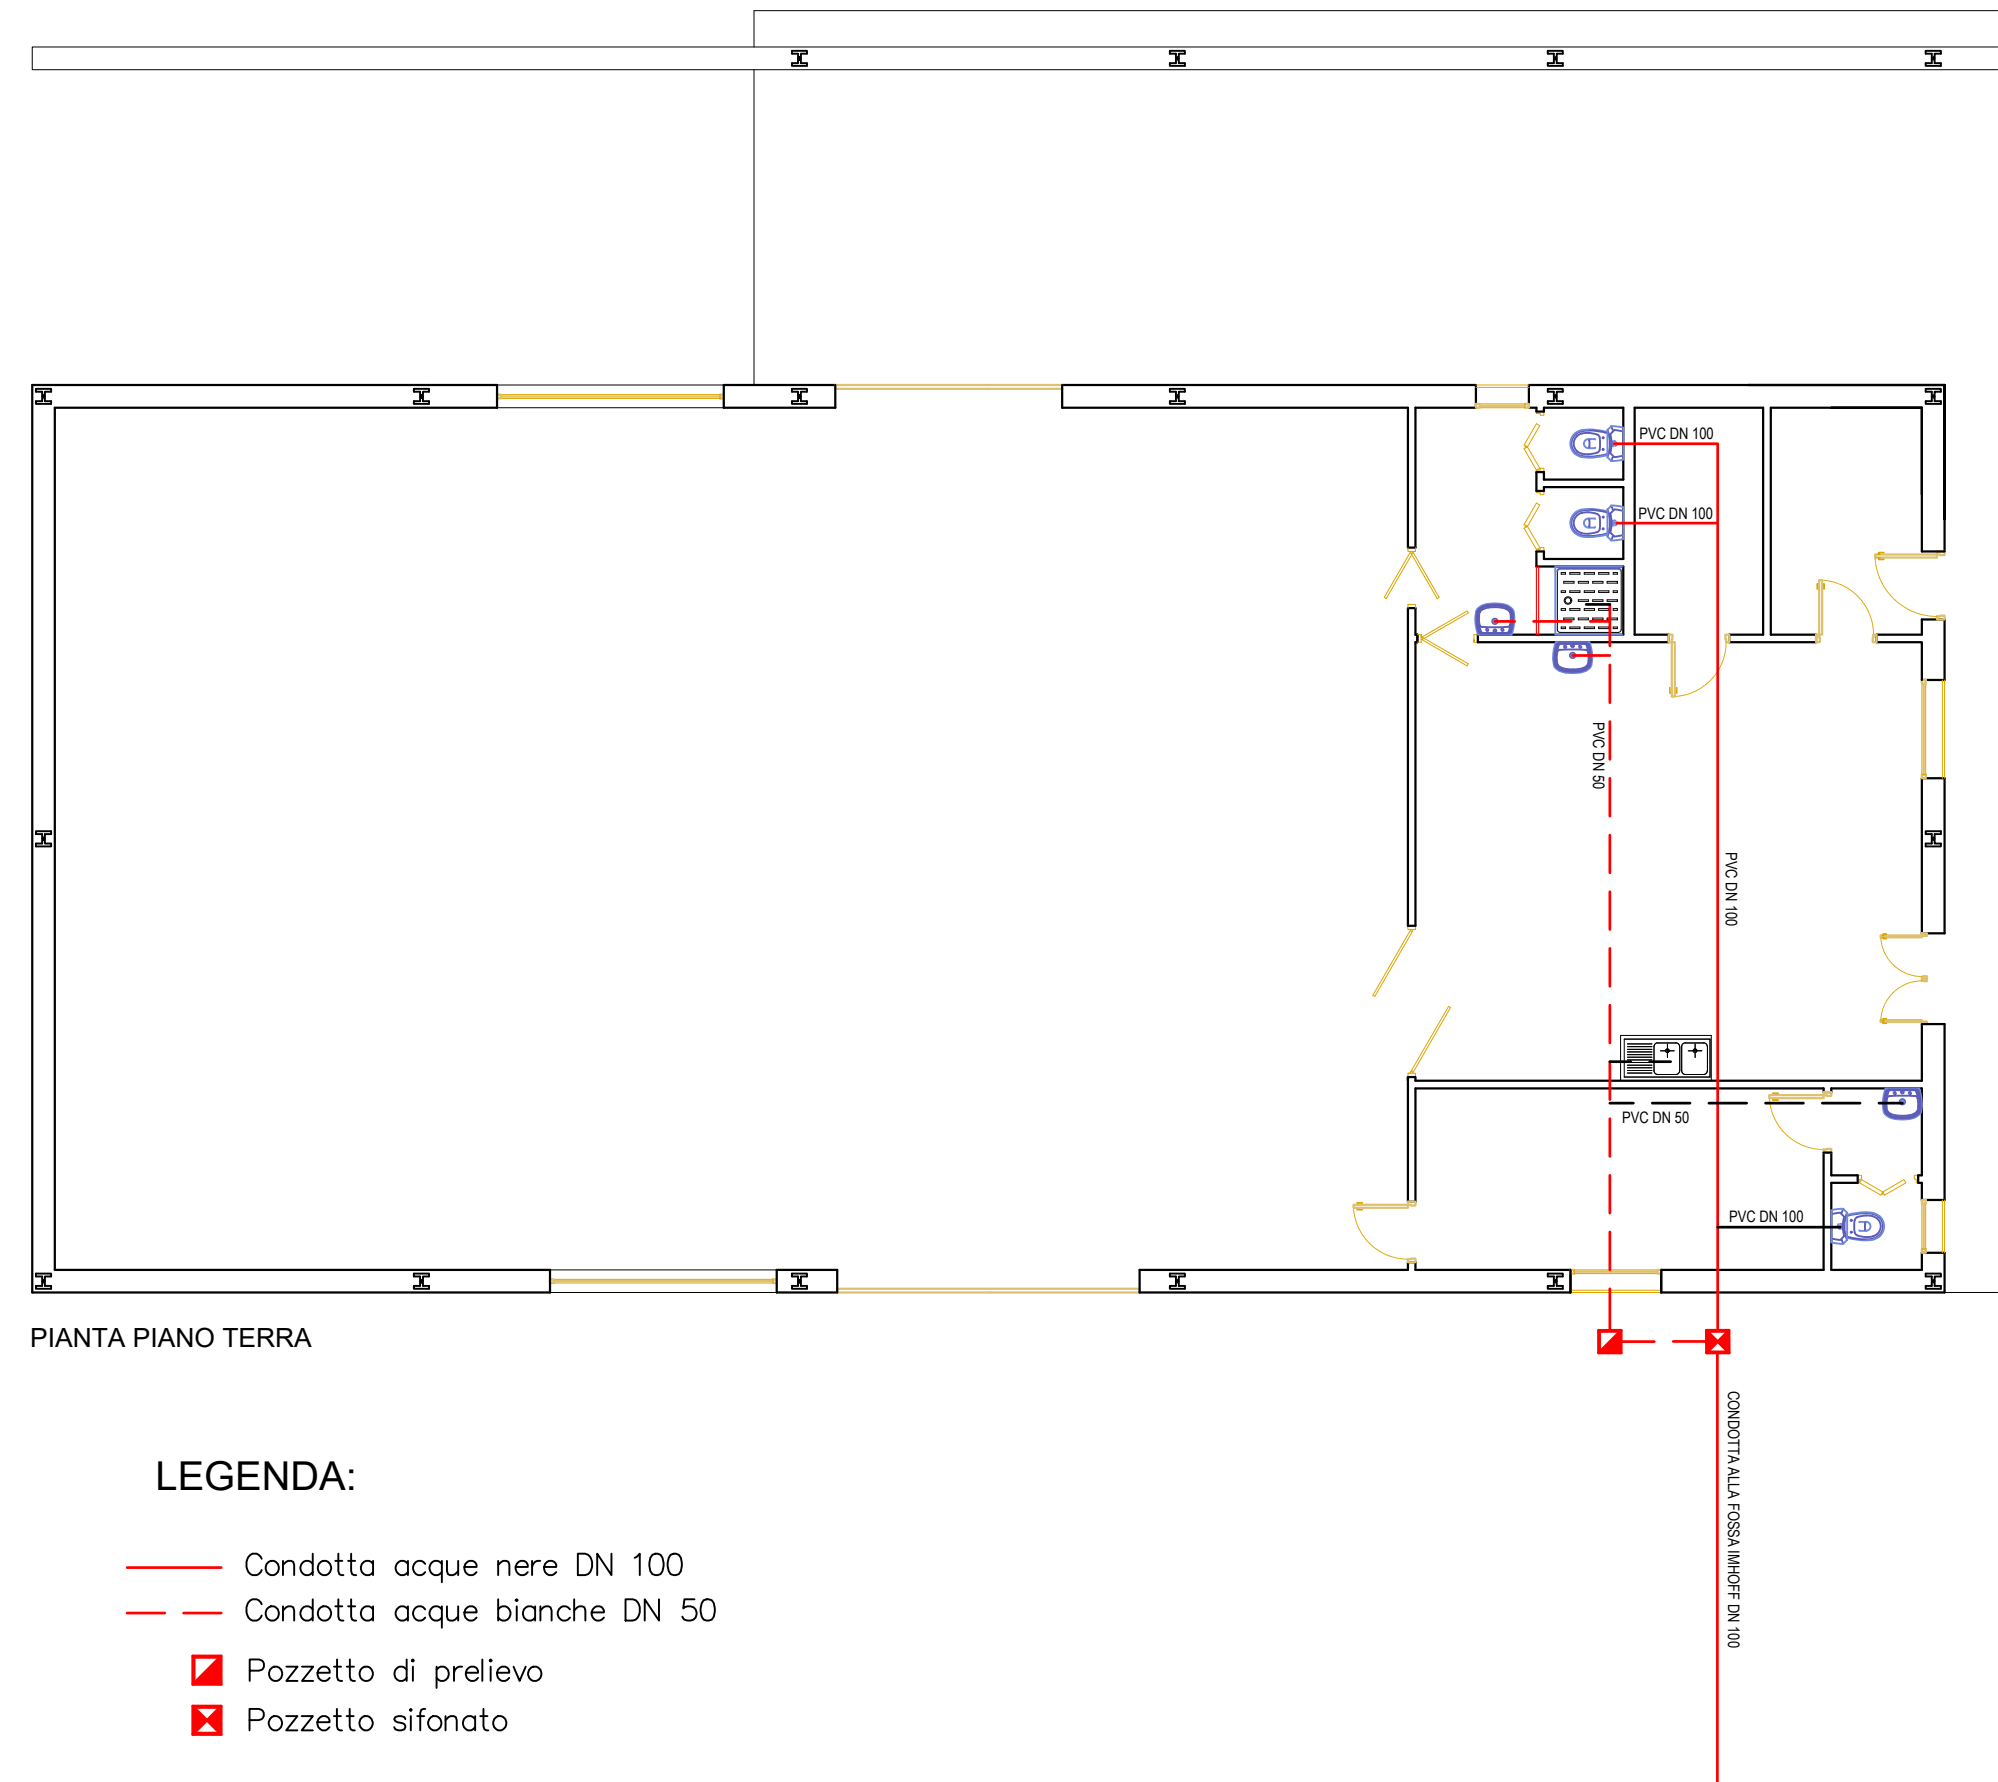 PVC DN 100
PVC DN 100
PVC DN 50
PVC DN 100
PVC DN 50
PVC DN 100
PIANTA PIANO TERRA
CONDOTTA ALLA FOSSA IMHOFF DN 100
LEGENDA:
Condotta acque nere DN 100
Condotta acque bianche DN 50
Pozzetto di prelievo
Pozzetto sifonato